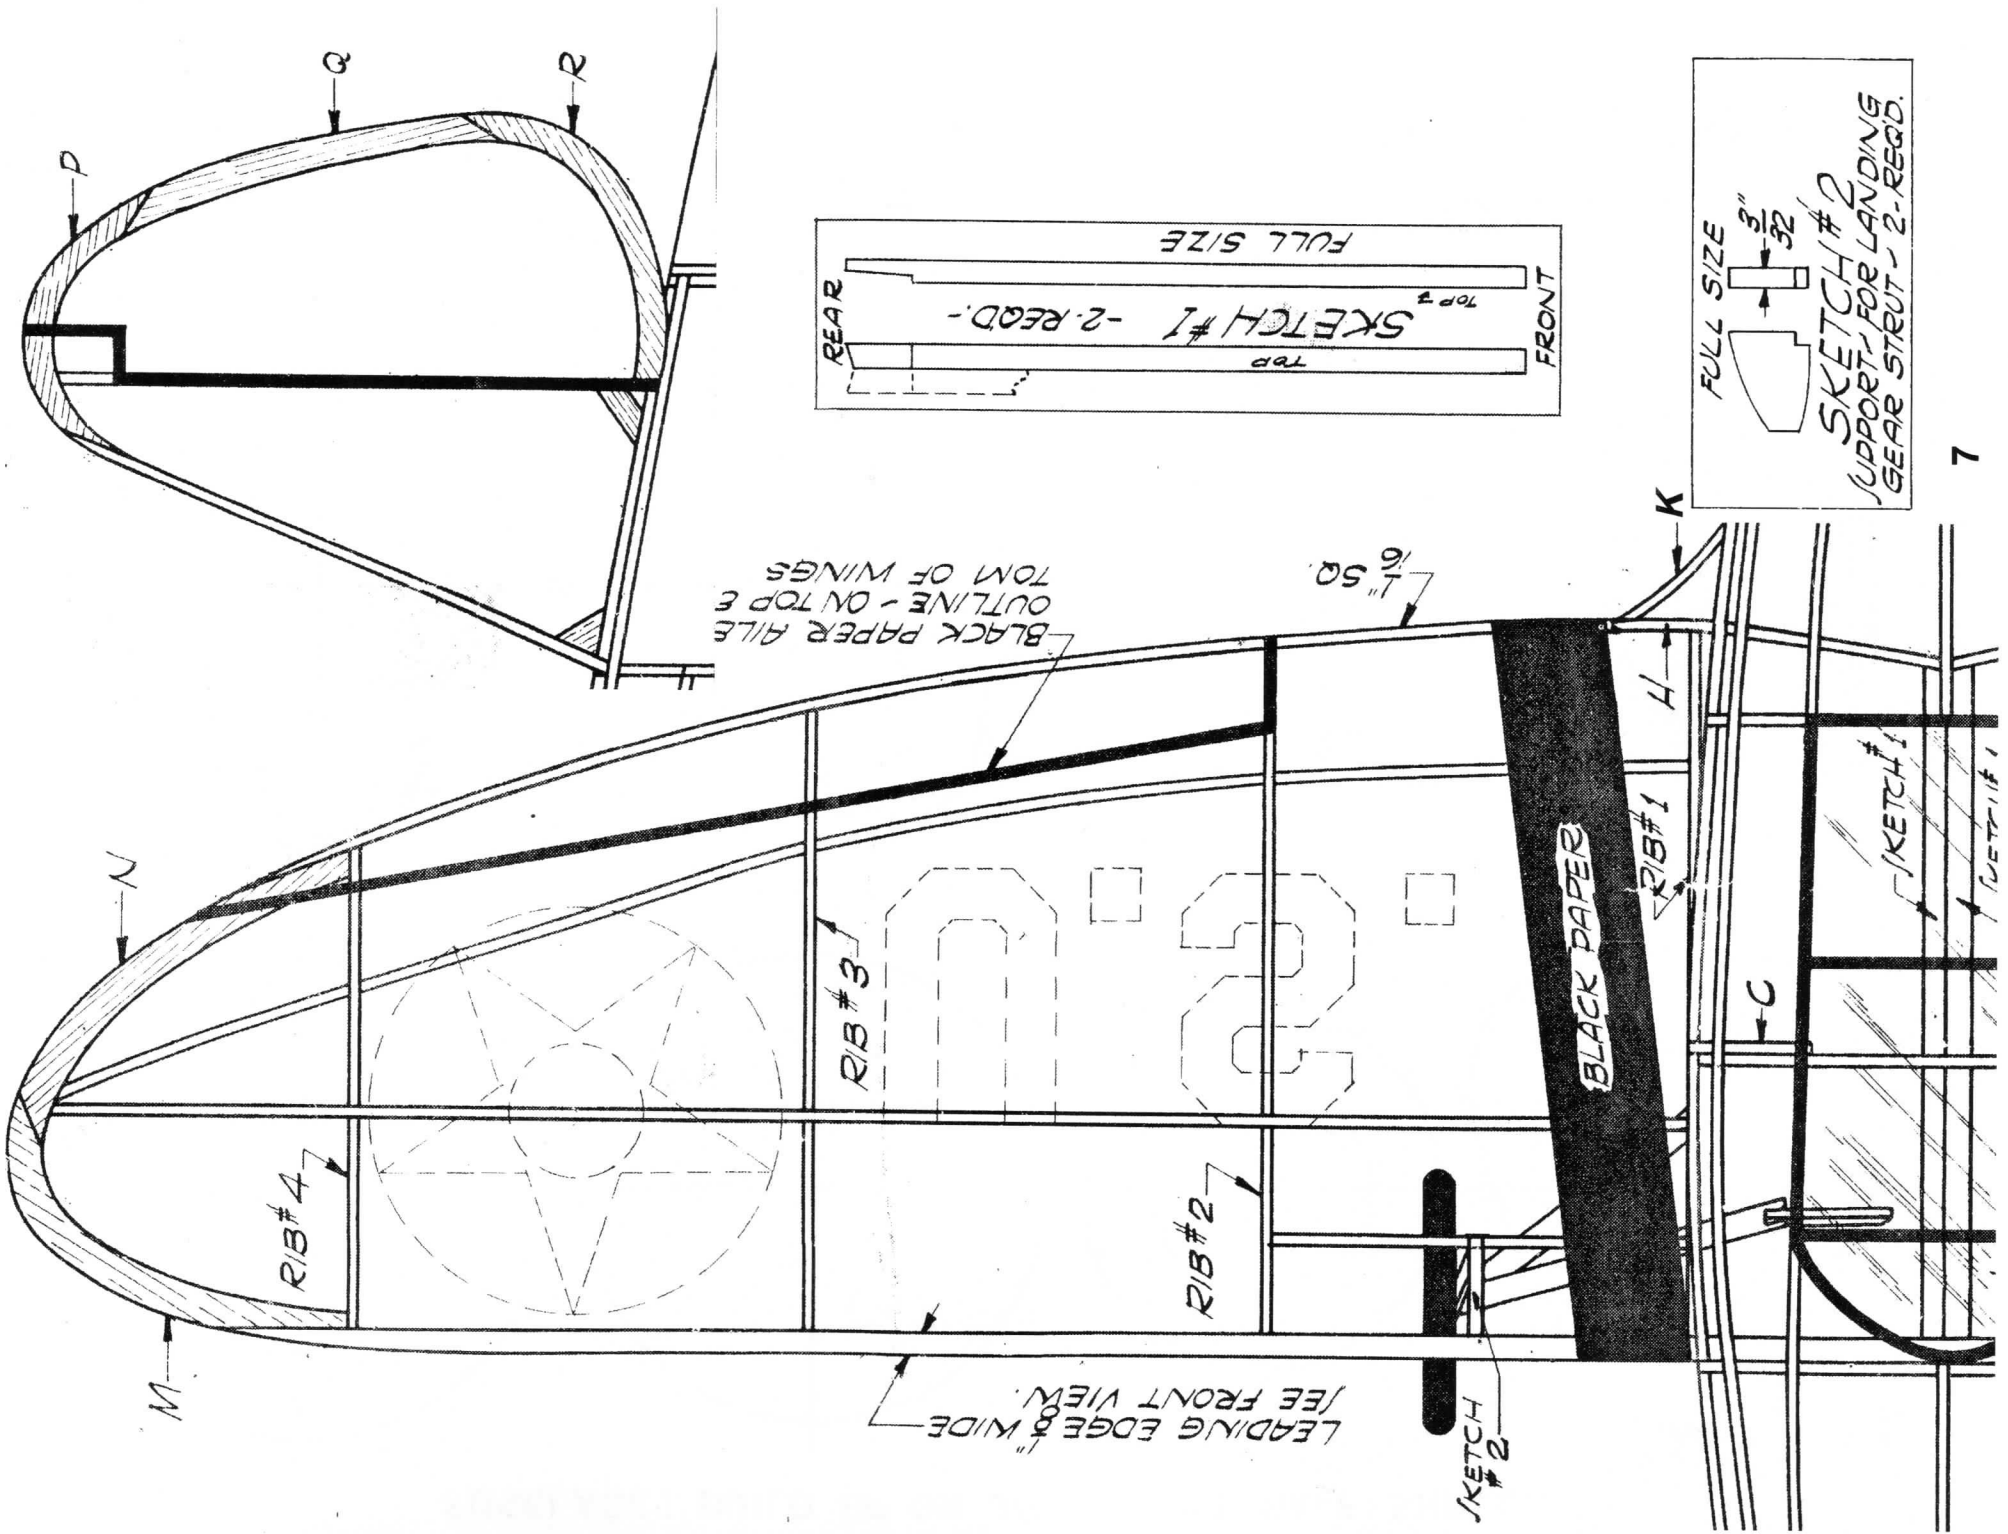 P
Q
R
FULL SIZE
REAR
TOP
SKETCH #1 -2-REQD.-
TOP
FRONT
FULL SIZE
3"
32
SKETCH #2
SUPPORT FOR LANDING
GEAR STRUT 2-REQD.
7
BLACK PAPER AILE
OUTLINE - ON TOP &
TOM OF WINGS
1"
16 SQ.
K
H
N
RIB #3
RIB #4
RIB #2
RIB #1
BLACK PAPER
U.S.
C
SKETCH #1
SKETCH #1
M
LEADING EDGE 1"
8 WIDE
SEE FRONT VIEW.
SKETCH
#2